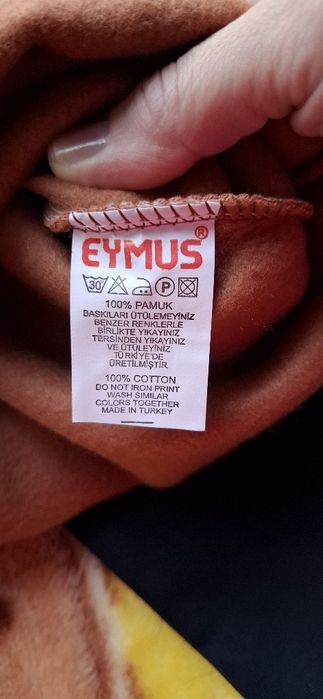 EYMUS®
30 P
100% PAMUK
BASKILARI ÜTÜLEMEYİNİZ
BENZER RENKLERLE
BİRLİKTE YIKAYINIZ
TERSİNDEN YIKAYINIZ
VE ÜTÜLEYİNİZ
TÜRKİYE'DE
ÜRETİLMİŞTİR.
100% COTTON
DO NOT IRON PRINT
WASH SIMILAR
COLORS TOGETHER
MADE IN TURKEY